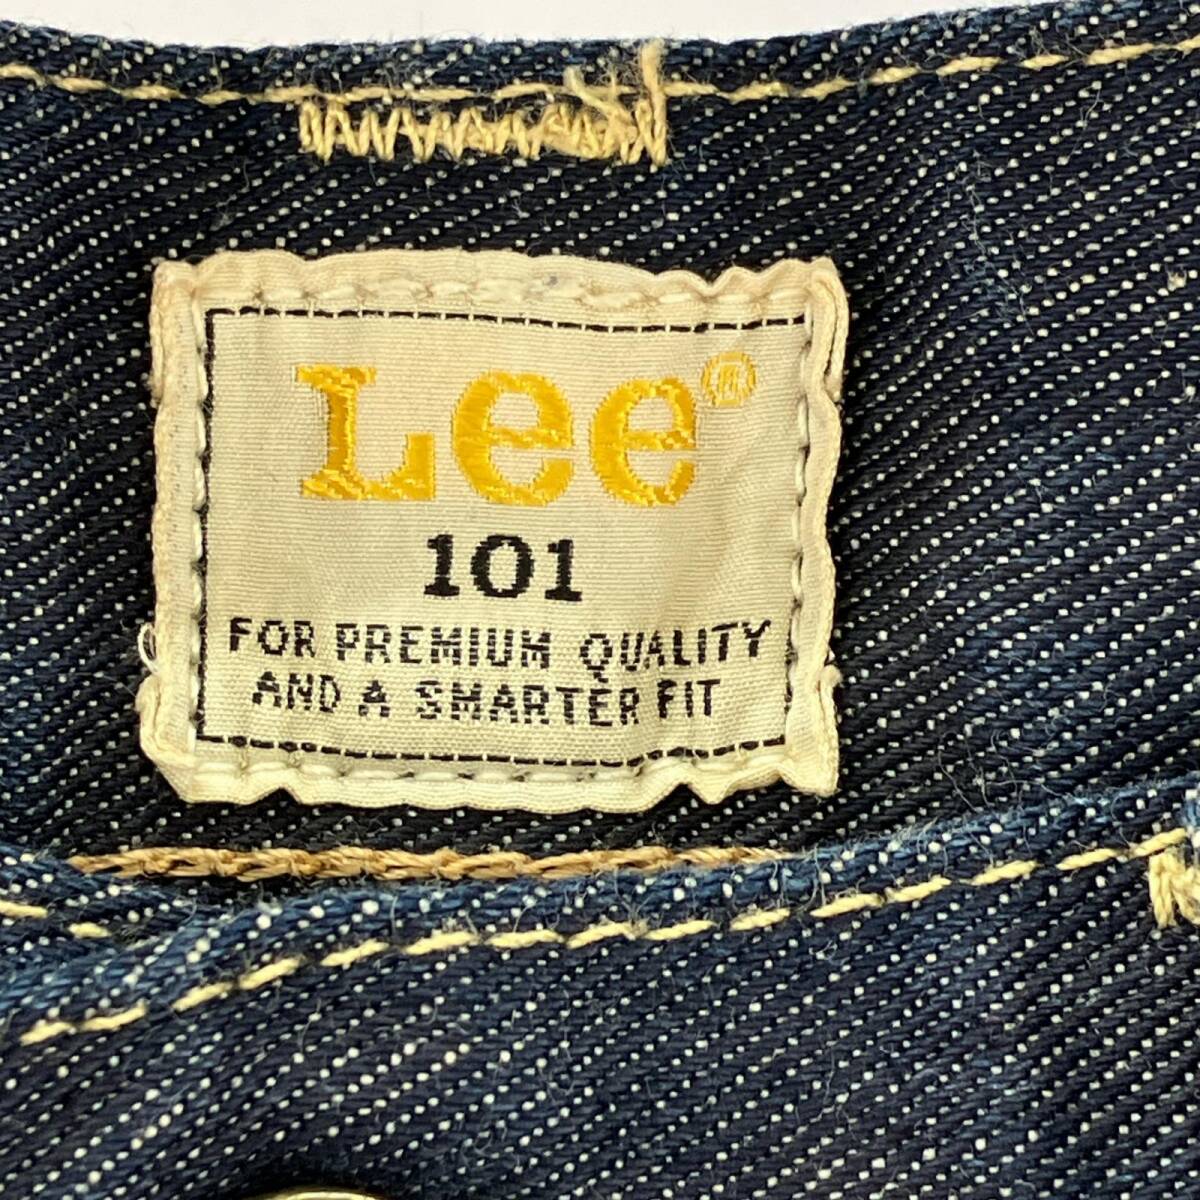 Lee®
101
FOR PREMIUM QUALITY
AND A SMARTER FIT